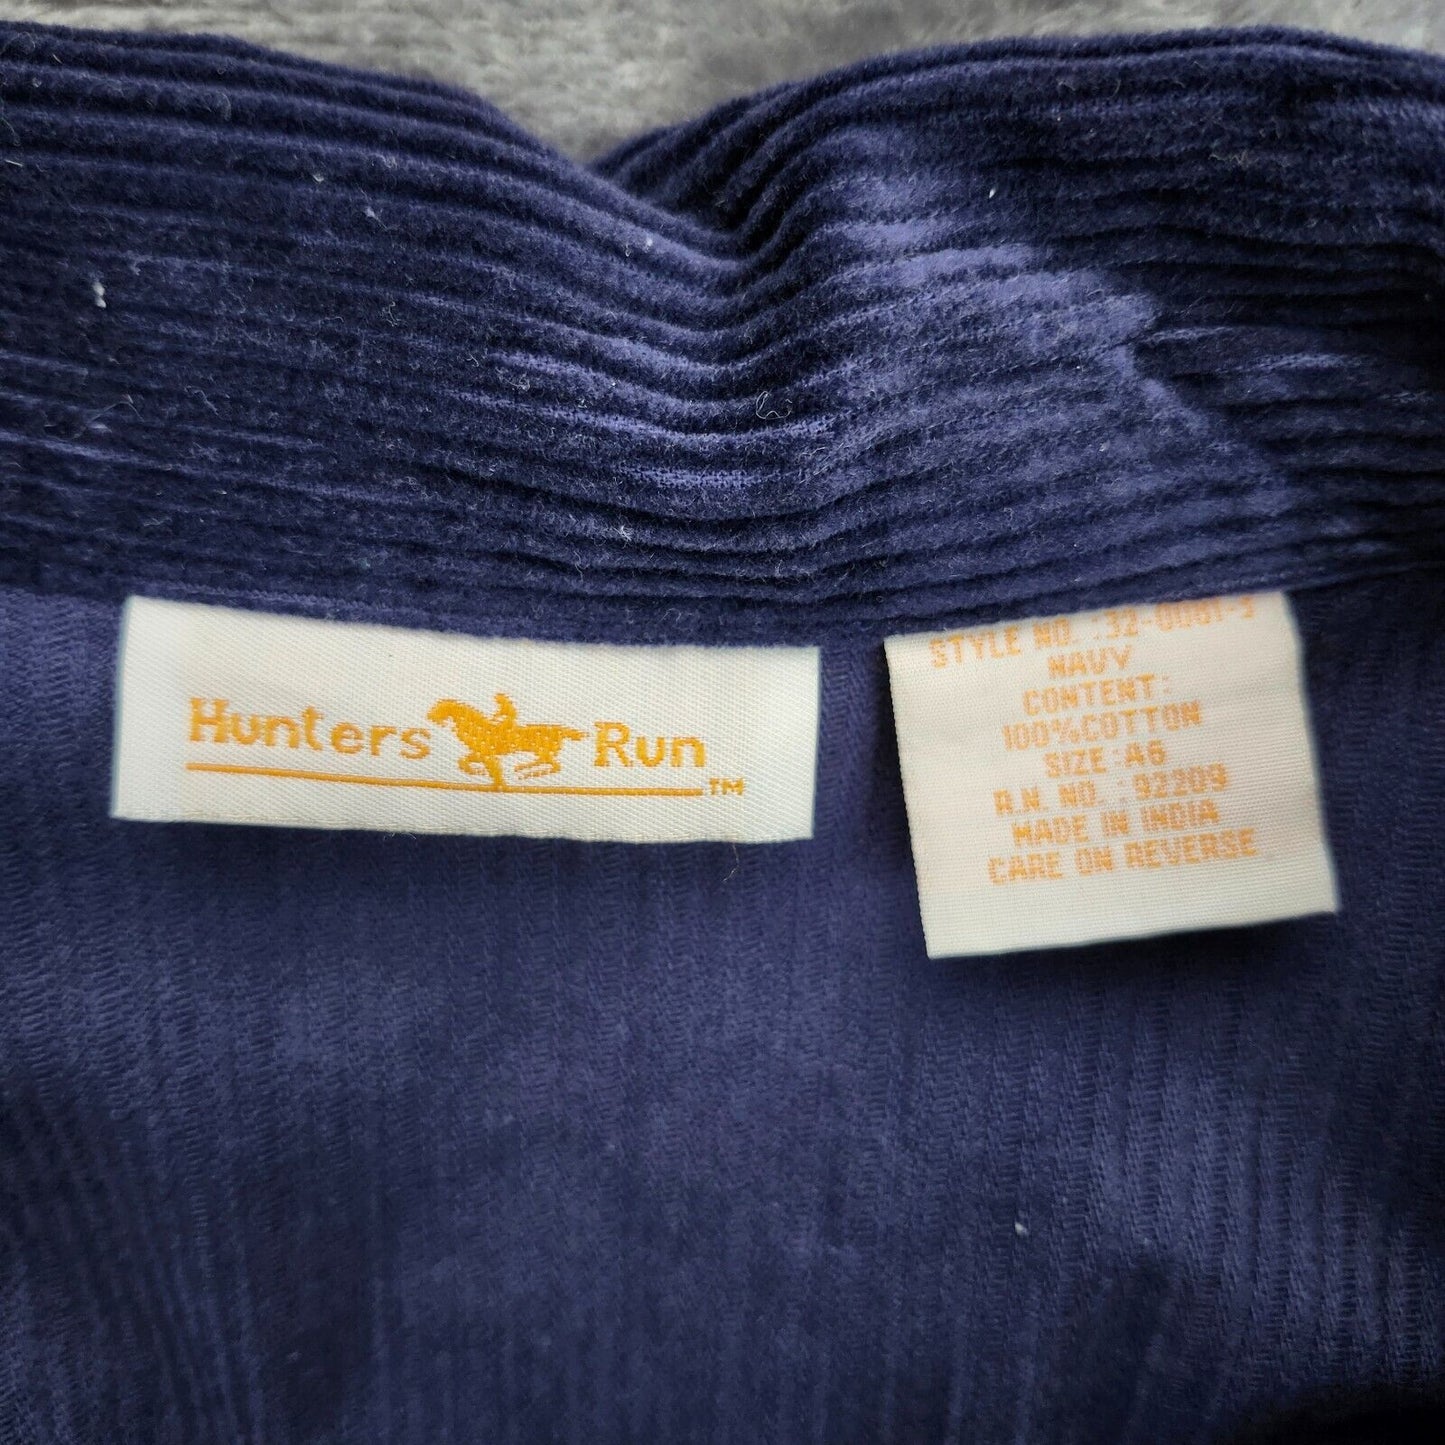 Hunters Run
TM
STYLE NO. :32-0061-3
NAVY
CONTENT:
100%COTTON
SIZE:A6
R.N. NO. :92209
MADE IN INDIA
CARE ON REVERSE